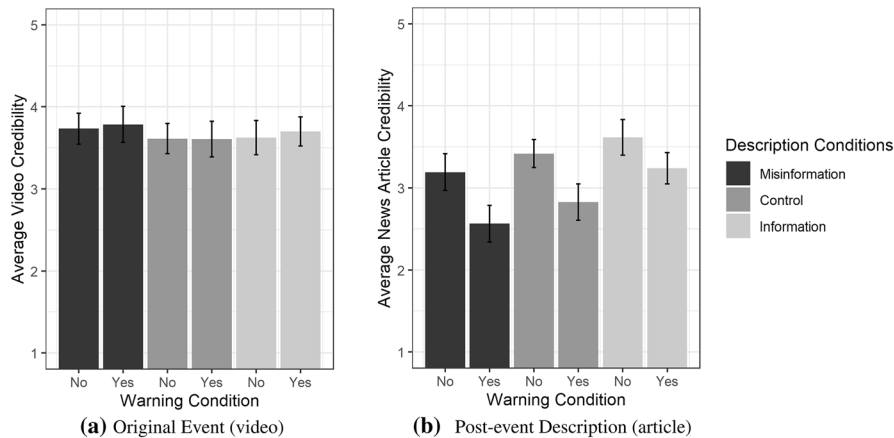 5
4
3
2
1
Average Video Credibility
No Yes No Yes No Yes
Warning Condition
(a) Original Event (video)
5
4
3
2
1
Average News Article Credibility
No Yes No Yes No Yes
Warning Condition
(b) Post-event Description (article)
Description Conditions
Misinformation
Control
Information